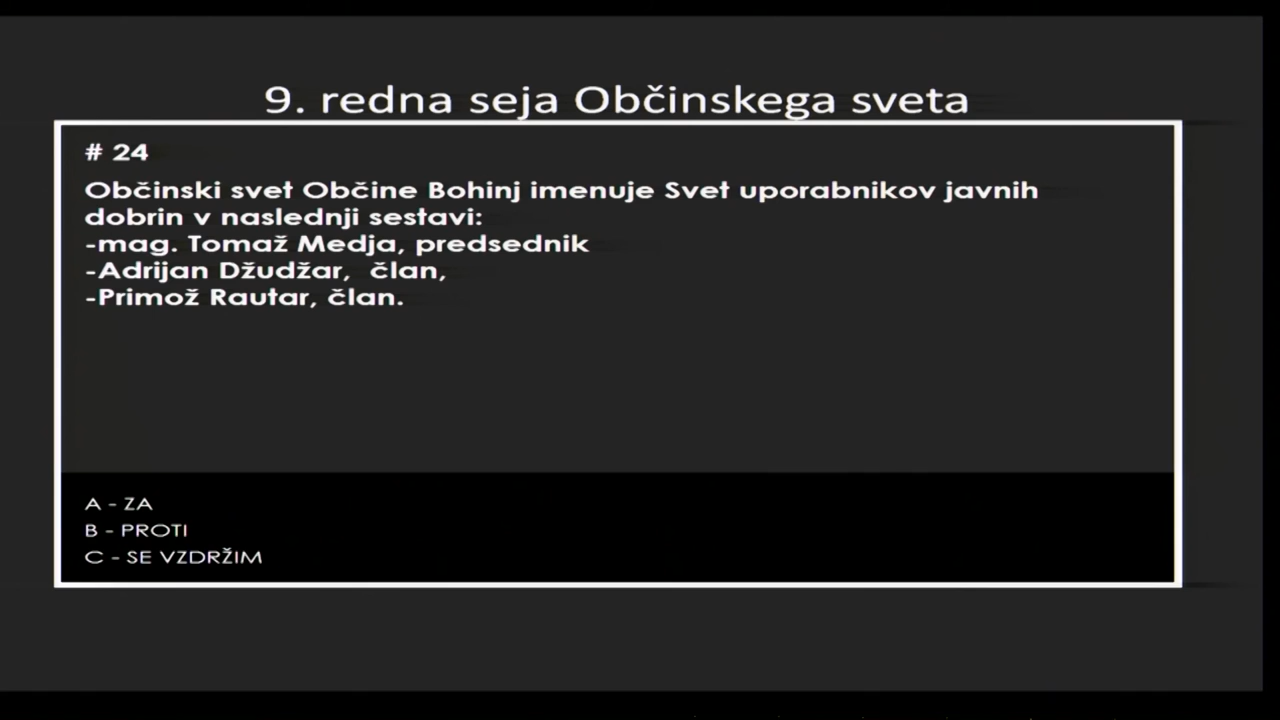 9. redna seja Občinskega sveta
# 24
Občinski svet Občine Bohinj imenuje Svet uporabnikov javnih
dobrin v naslednji sestavi:
-mag. Tomaž Medja, predsednik
-Adrijan Džudžar,  član,
-Primož Rautar, član.
A - ZA
B - PROTI
C - SE VZDRŽIM